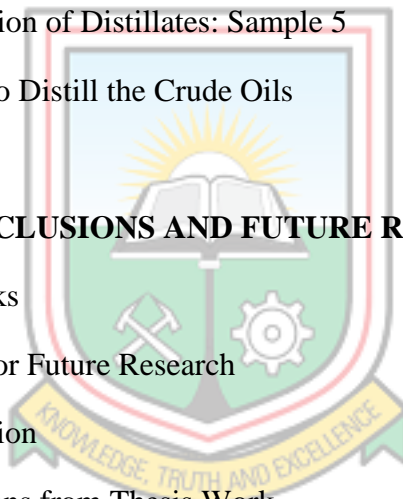 ion of Distillates: Sample 5
o Distill the Crude Oils
CLUSIONS AND FUTURE R
ks
or Future Research
ion
ns from Thesis Work
KNOWLEDGE, TRUTH AND EXCELLENCE